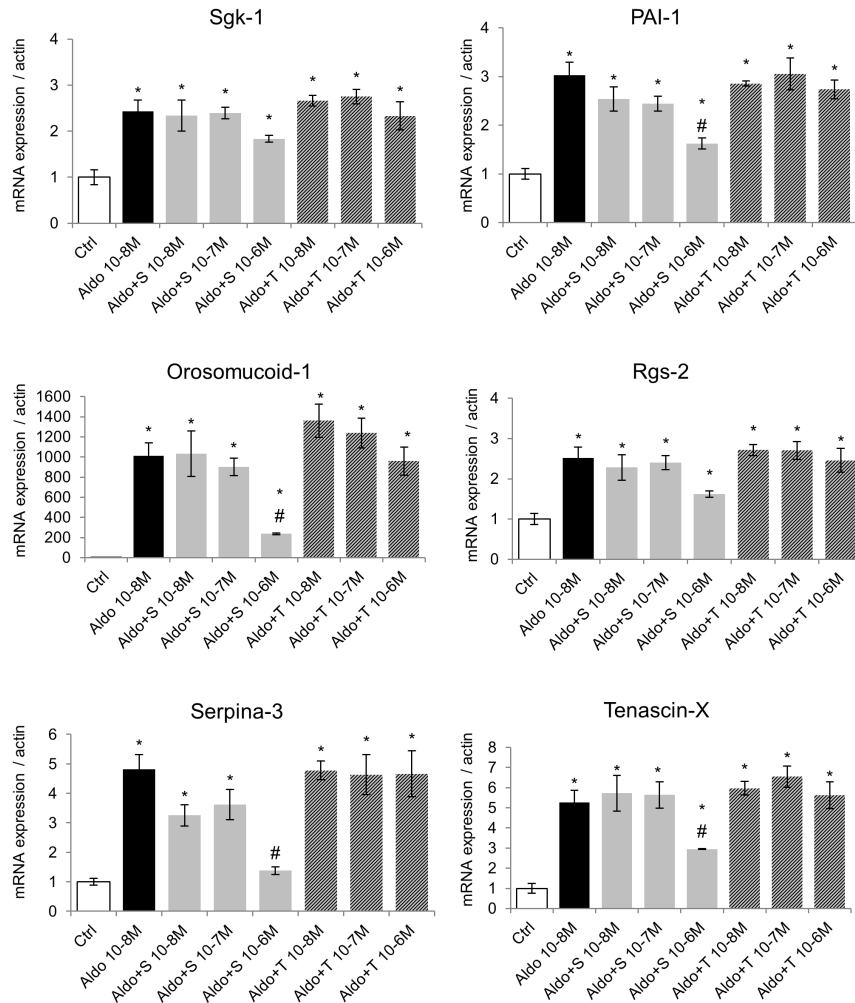 Sgk-1
mRNA expression / actin
4
3
2
1
0
*
*
*
*
*
*
*
Ctrl
Aldo 10-8M
Aldo+S 10-8M
Aldo+S 10-7M
Aldo+S 10-6M
Aldo+T 10-8M
Aldo+T 10-7M
Aldo+T 10-6M
PAI-1
mRNA expression / actin
4
3
2
1
0
*
*
*
*
#
*
*
*
Ctrl
Aldo 10-8M
Aldo+S 10-8M
Aldo+S 10-7M
Aldo+S 10-6M
Aldo+T 10-8M
Aldo+T 10-7M
Aldo+T 10-6M
Orosomucoid-1
mRNA expression / actin
1600
1400
1200
1000
800
600
400
200
0
*
*
*
*
#
*
*
*
Ctrl
Aldo 10-8M
Aldo+S 10-8M
Aldo+S 10-7M
Aldo+S 10-6M
Aldo+T 10-8M
Aldo+T 10-7M
Aldo+T 10-6M
Rgs-2
mRNA expression / actin
4
3
2
1
0
*
*
*
*
*
*
*
Ctrl
Aldo 10-8M
Aldo+S 10-8M
Aldo+S 10-7M
Aldo+S 10-6M
Aldo+T 10-8M
Aldo+T 10-7M
Aldo+T 10-6M
Serpina-3
mRNA expression / actin
6
5
4
3
2
1
0
*
*
*
#
*
*
*
Ctrl
Aldo 10-8M
Aldo+S 10-8M
Aldo+S 10-7M
Aldo+S 10-6M
Aldo+T 10-8M
Aldo+T 10-7M
Aldo+T 10-6M
Tenascin-X
mRNA expression / actin
8
7
6
5
4
3
2
1
0
*
*
*
*
#
*
*
*
Ctrl
Aldo 10-8M
Aldo+S 10-8M
Aldo+S 10-7M
Aldo+S 10-6M
Aldo+T 10-8M
Aldo+T 10-7M
Aldo+T 10-6M